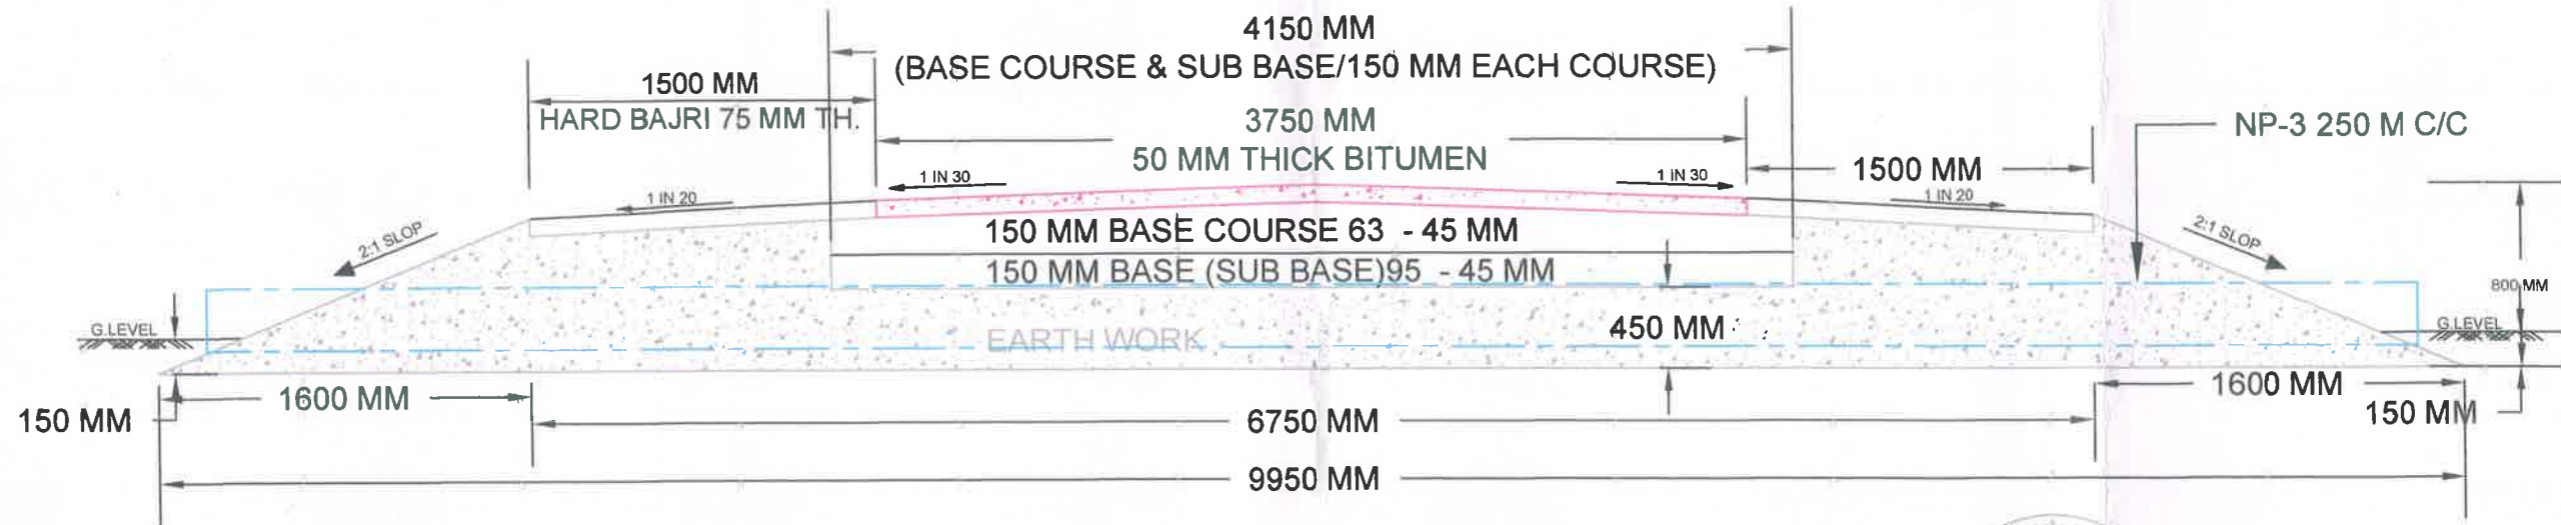 4150 MM
(BASE COURSE & SUB BASE/150 MM EACH COURSE)
1500 MM
HARD BAJRI 75 MM TH.
3750 MM
50 MM THICK BITUMEN
NP-3 250 M C/C
1500 MM
1 IN 30
1 IN 30
1 IN 20
1 IN 20
2:1 SLOP
2:1 SLOP
150 MM BASE COURSE 63 - 45 MM
150 MM BASE (SUB BASE)95 - 45 MM
800 MM
G.LEVEL
G.LEVEL
EARTH WORK
450 MM
1600 MM
1600 MM
150 MM
150 MM
6750 MM
9950 MM